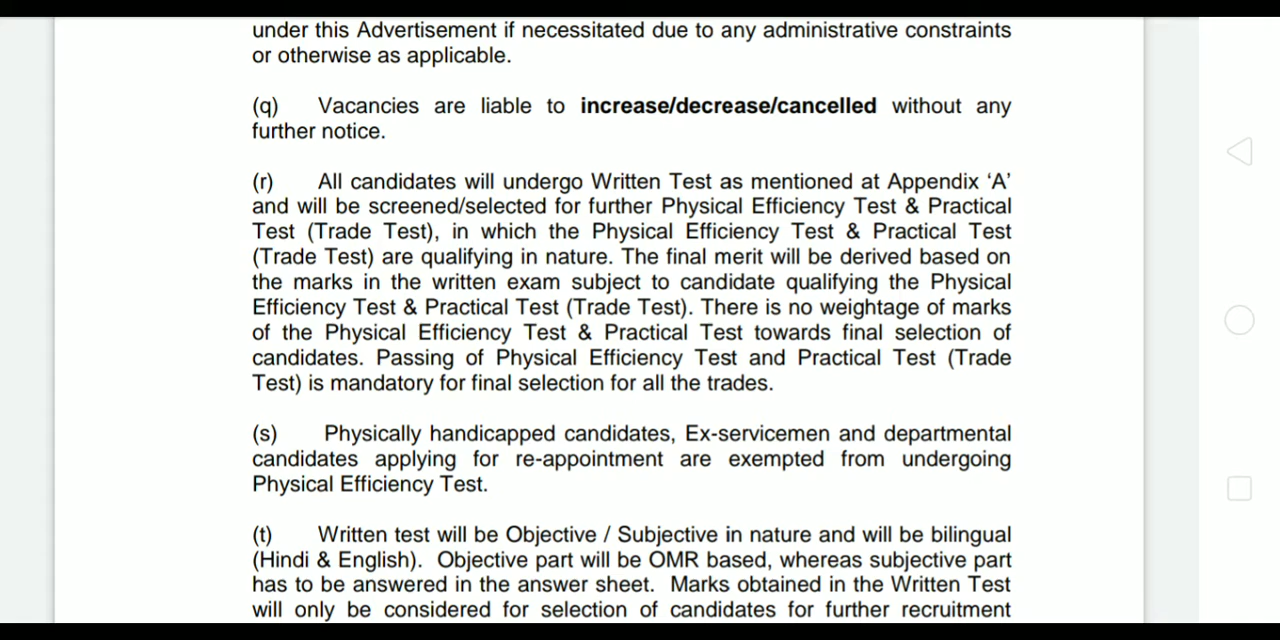 under this Advertisement if necessitated due to any administrative constraints
or otherwise as applicable.
(q) Vacancies are liable to increase/decrease/cancelled without any
further notice.
(r) All candidates will undergo Written Test as mentioned at Appendix ‘A’
and will be screened/selected for further Physical Efficiency Test & Practical
Test (Trade Test), in which the Physical Efficiency Test & Practical Test
(Trade Test) are qualifying in nature. The final merit will be derived based on
the marks in the written exam subject to candidate qualifying the Physical
Efficiency Test & Practical Test (Trade Test). There is no weightage of marks
of the Physical Efficiency Test & Practical Test towards final selection of
candidates. Passing of Physical Efficiency Test and Practical Test (Trade
Test) is mandatory for final selection for all the trades.
(s) Physically handicapped candidates, Ex-servicemen and departmental
candidates applying for re-appointment are exempted from undergoing
Physical Efficiency Test.
(t) Written test will be Objective / Subjective in nature and will be bilingual
(Hindi & English). Objective part will be OMR based, whereas subjective part
has to be answered in the answer sheet. Marks obtained in the Written Test
will only be considered for selection of candidates for further recruitment